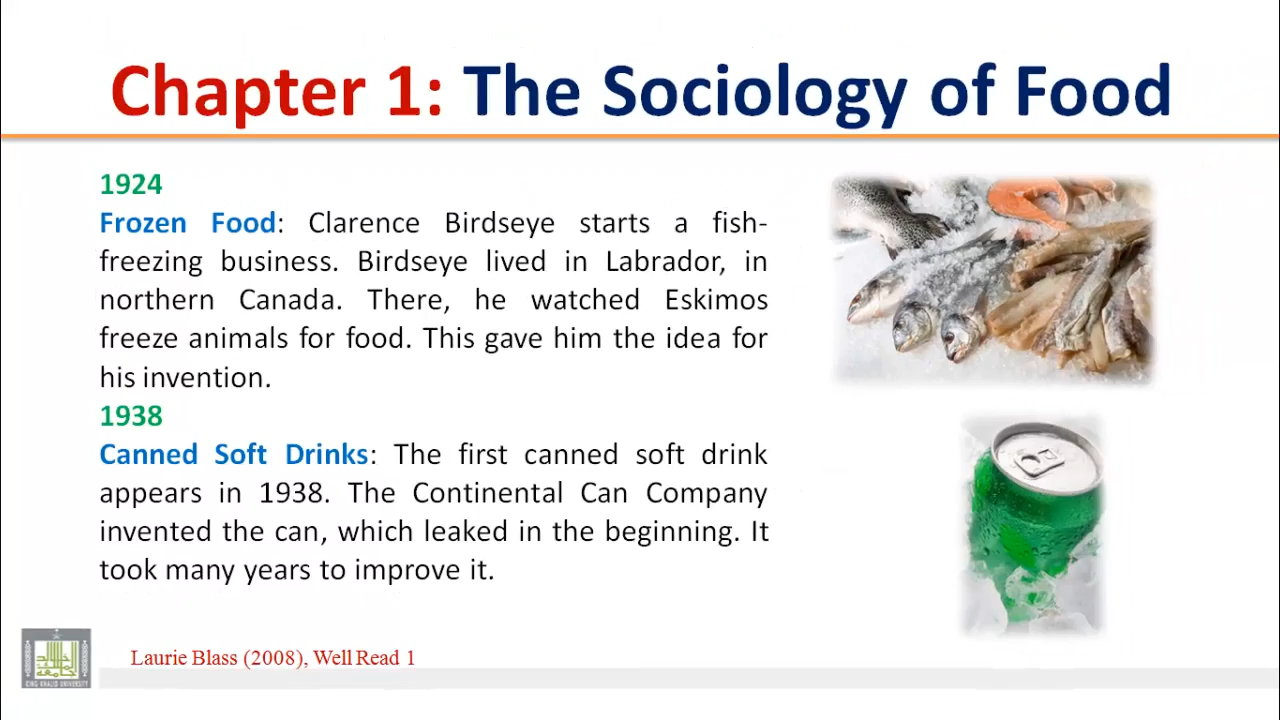 Chapter 1: The Sociology of Food
1924
Frozen Food: Clarence Birdseye starts a fish-
freezing business. Birdseye lived in Labrador, in
northern Canada. There, he watched Eskimos
freeze animals for food. This gave him the idea for
his invention.
1938
Canned Soft Drinks: The first canned soft drink
appears in 1938. The Continental Can Company
invented the can, which leaked in the beginning. It
took many years to improve it.
KING KHALID UNIVERSITY
Laurie Blass (2008), Well Read 1